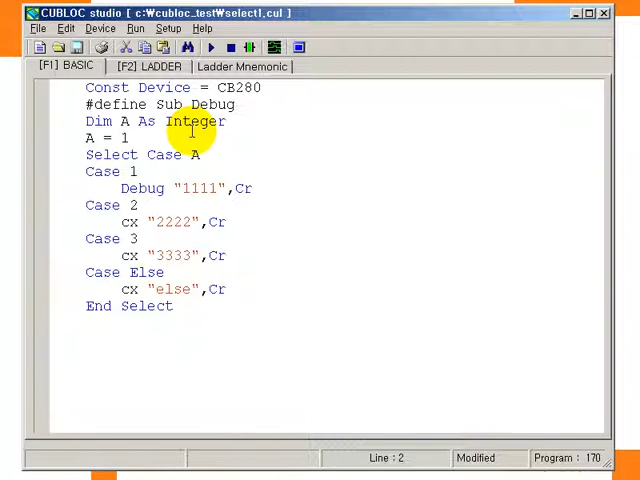 CUBLOC studio [ c:₩cubloc_test₩select1.cul ]
File Edit Device Run Setup Help
[F1] BASIC [F2] LADDER Ladder Mnemonic
Const Device = CB280
#define Sub Debug
Dim A As Integer
A = 1
Select Case A
Case 1
Debug "1111",Cr
Case 2
cx "2222",Cr
Case 3
cx "3333",Cr
Case Else
cx "else",Cr
End Select
Line : 2 Modified Program : 170